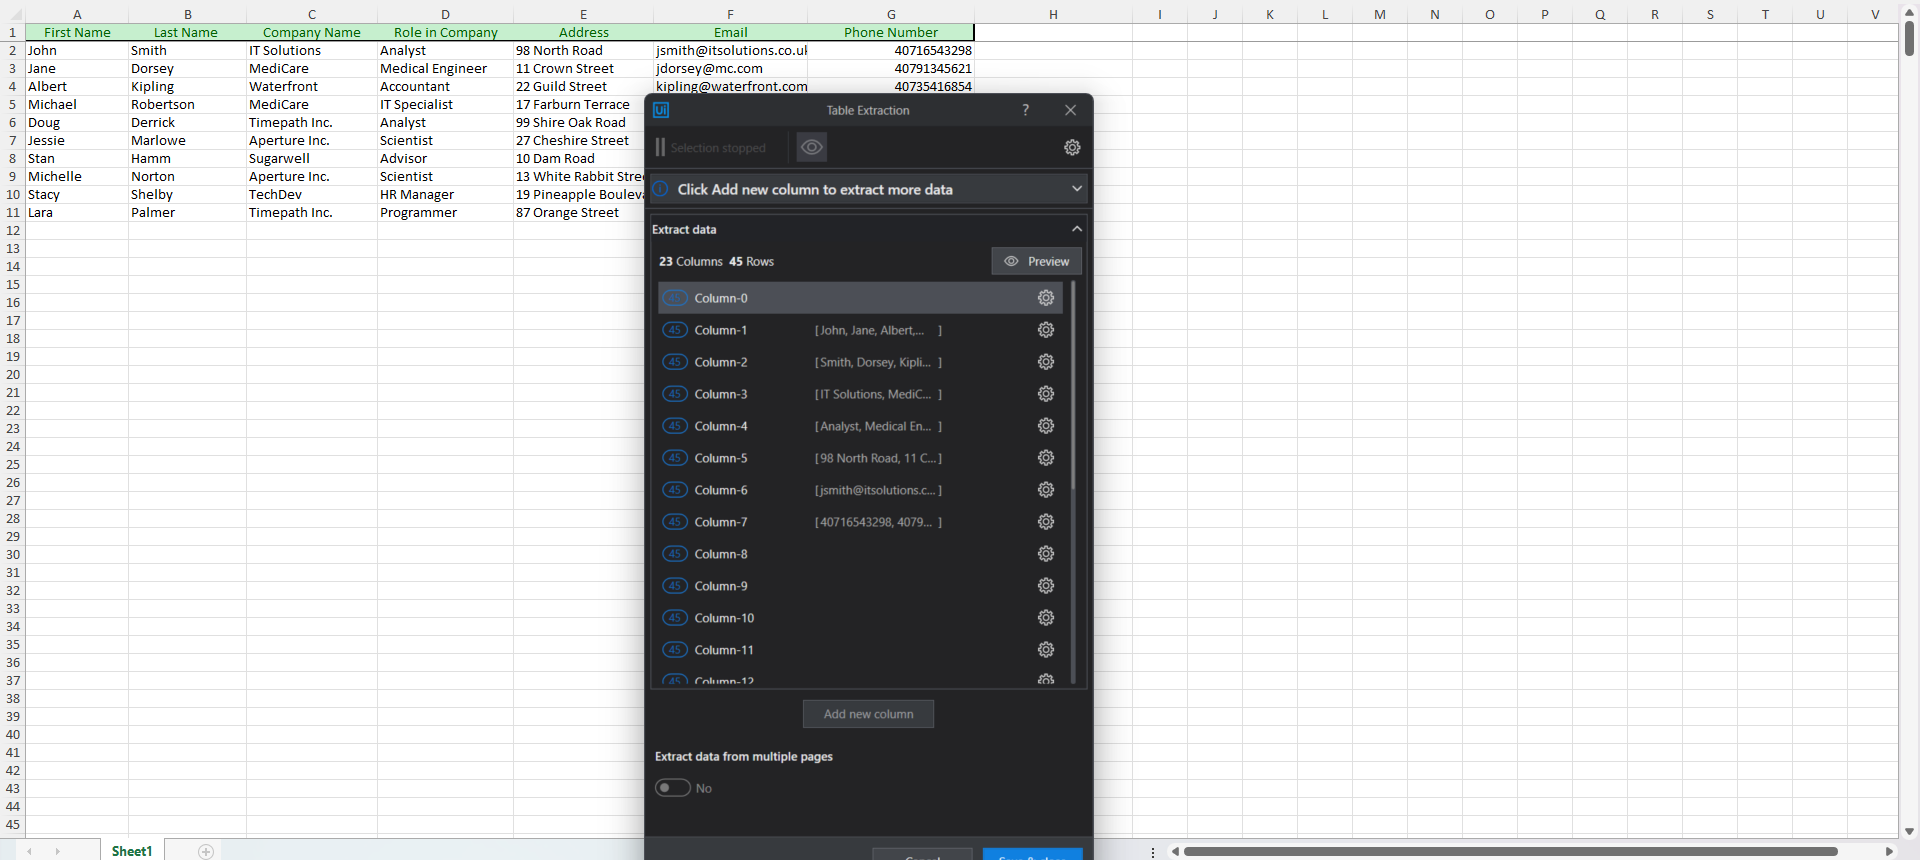 A B C D E F G H I J K L M N O P Q R S T U V
1 First Name Last Name Company Name Role in Company Address Email Phone Number
2 John Smith IT Solutions Analyst 98 North Road jsmith@itsolutions.co.uk 40716543298
3 Jane Dorsey MediCare Medical Engineer 11 Crown Street jdorsey@mc.com 40791345621
4 Albert Kipling Waterfront Accountant 22 Guild Street kipling@waterfront.com 40735416854
5 Michael Robertson MediCare IT Specialist 17 Farburn Terrace
6 Doug Derrick Timepath Inc. Analyst 99 Shire Oak Road
7 Jessie Marlowe Aperture Inc. Scientist 27 Cheshire Street
8 Stan Hamm Sugarwell Advisor 10 Dam Road
9 Michelle Norton Aperture Inc. Scientist 13 White Rabbit Stree
10 Stacy Shelby TechDev HR Manager 19 Pineapple Bouleva
11 Lara Palmer Timepath Inc. Programmer 87 Orange Street
12
13
14
15
16
17
18
19
20
21
22
23
24
25
26
27
28
29
30
31
32
33
34
35
36
37
38
39
40
41
42
43
44
45
Sheet1
Ui Table Extraction ?
Selection stopped
Click Add new column to extract more data
Extract data
23 Columns 45 Rows Preview
45 Column-0
45 Column-1 [John, Jane, Albert,... ]
45 Column-2 [Smith, Dorsey, Kipli... ]
45 Column-3 [IT Solutions, MediC... ]
45 Column-4 [Analyst, Medical En... ]
45 Column-5 [98 North Road, 11 C...]
45 Column-6 [jsmith@itsolutions.c...]
45 Column-7 [40716543298, 4079... ]
45 Column-8
45 Column-9
45 Column-10
45 Column-11
45 Column-12
Add new column
Extract data from multiple pages
No
Cancel Save & close